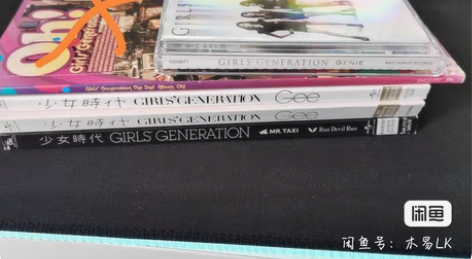 Oh!
Girls' Generation
GIRLS'
GIRLS' GENERATION GENIE
Girls' Generation The 2nd Album, Oh!
少女時代 GIRLS' GENERATION Gee
少女時代 GIRLS' GENERATION Gee
少女時代 GIRLS' GENERATION MR.TAXI Run Devil Run
闲鱼
闲鱼号：木易LK